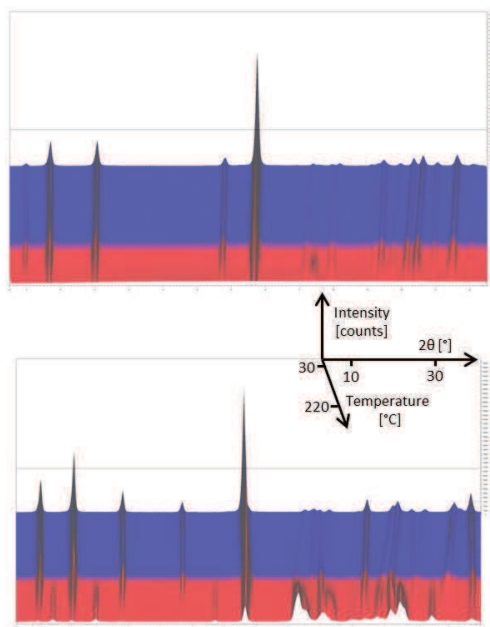 Intensity
[counts]
2θ [°]
30
10
30
220
Temperature
[°C]